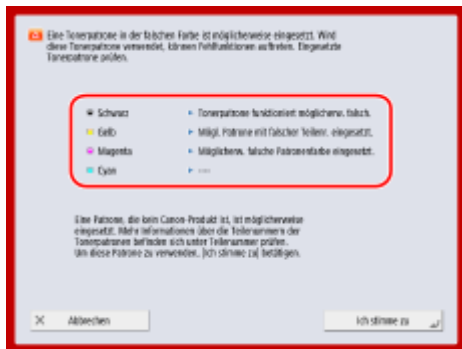 Eine Tonerpatrone in der falschen Farbe ist möglicherweise eingesetzt. Wird
diese Tonerpatrone verwendet, können Fehlfunktionen auftreten. Eingesetzte
Tonerpatrone prüfen.
Schwarz ▸ Tonerpatrone funktioniert möglicherw. falsch.
Gelb ▸ Mögl. Patrone mit falscher Teilenr. eingesetzt.
Magenta ▸ Möglicherw. falsche Patronenfarbe eingesetzt.
Cyan ▸ ----
Eine Patrone, die kein Canon-Produkt ist, ist möglicherweise
eingesetzt. Mehr Informationen über die Teilenummern der
Tonerpatronen befinden sich unter Teilenummer prüfen.
Um diese Patrone zu verwenden, [Ich stimme zu] betätigen.
Abbrechen
Ich stimme zu